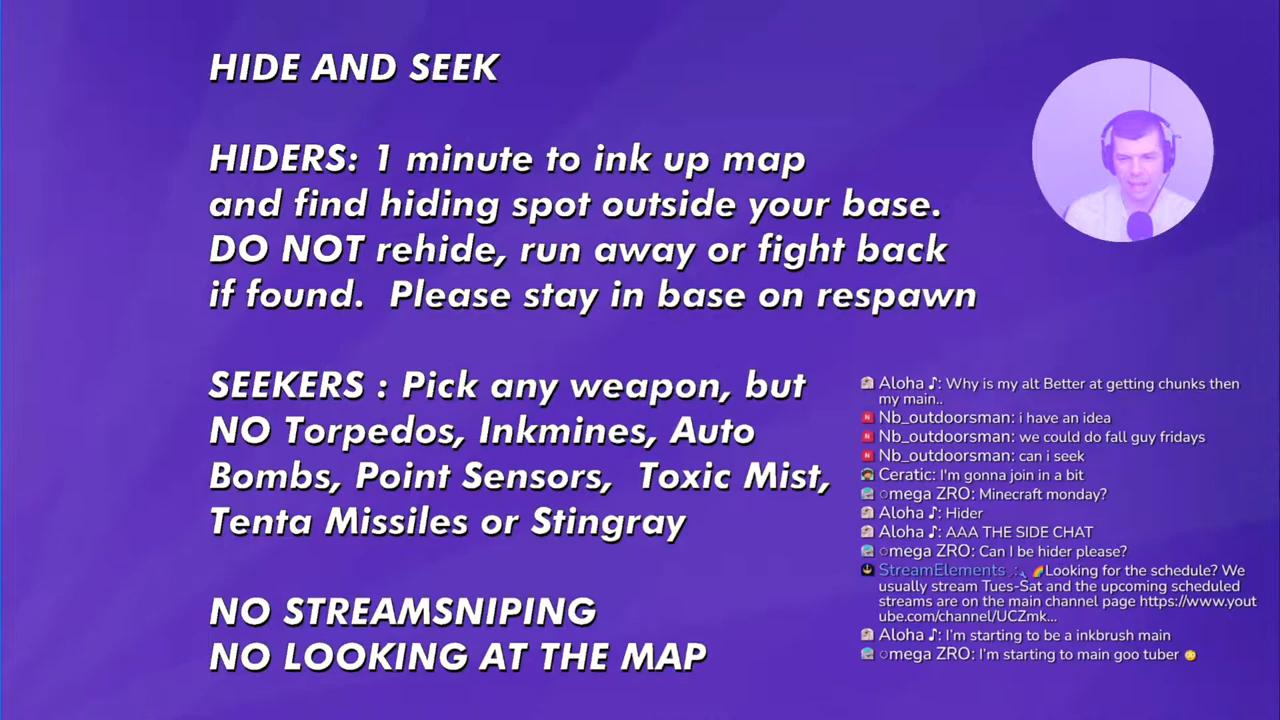 HIDE AND SEEK
HIDERS: 1 minute to ink up map
and find hiding spot outside your base.
DO NOT rehide, run away or fight back
if found. Please stay in base on respawn
SEEKERS : Pick any weapon, but
NO Torpedos, Inkmines, Auto
Bombs, Point Sensors, Toxic Mist,
Tenta Missiles or Stingray
NO STREAMSNIPING
NO LOOKING AT THE MAP
Aloha ♪: Why is my alt Better at getting chunks then
my main..
Nb_outdoorsman: i have an idea
Nb_outdoorsman: we could do fall guy fridays
Nb_outdoorsman: can i seek
Ceratic: I'm gonna join in a bit
○mega ZRO: Minecraft monday?
Aloha ♪: Hider
Aloha ♪: AAA THE SIDE CHAT
○mega ZRO: Can I be hider please?
StreamElements : 🌈Looking for the schedule? We
usually stream Tues-Sat and the upcoming scheduled
streams are on the main channel page https://www.yout
ube.com/channel/UCZmk...
Aloha ♪: I'm starting to be a inkbrush main
○mega ZRO: I'm starting to main goo tuber 😳